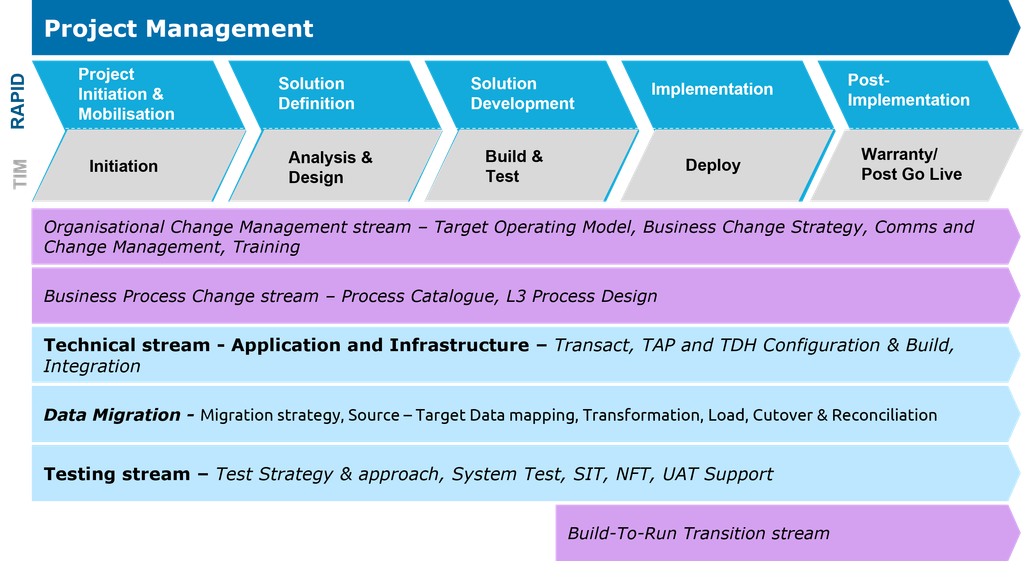 Project Management
RAPID
Project
Initiation &
Mobilisation
Solution
Definition
Solution
Development
Implementation
Post-
Implementation
TIM
Initiation
Analysis &
Design
Build &
Test
Deploy
Warranty/
Post Go Live
Organisational Change Management stream – Target Operating Model, Business Change Strategy, Comms and
Change Management, Training
Business Process Change stream – Process Catalogue, L3 Process Design
Technical stream - Application and Infrastructure – Transact, TAP and TDH Configuration & Build,
Integration
Data Migration - Migration strategy, Source – Target Data mapping, Transformation, Load, Cutover & Reconciliation
Testing stream – Test Strategy & approach, System Test, SIT, NFT, UAT Support
Build-To-Run Transition stream